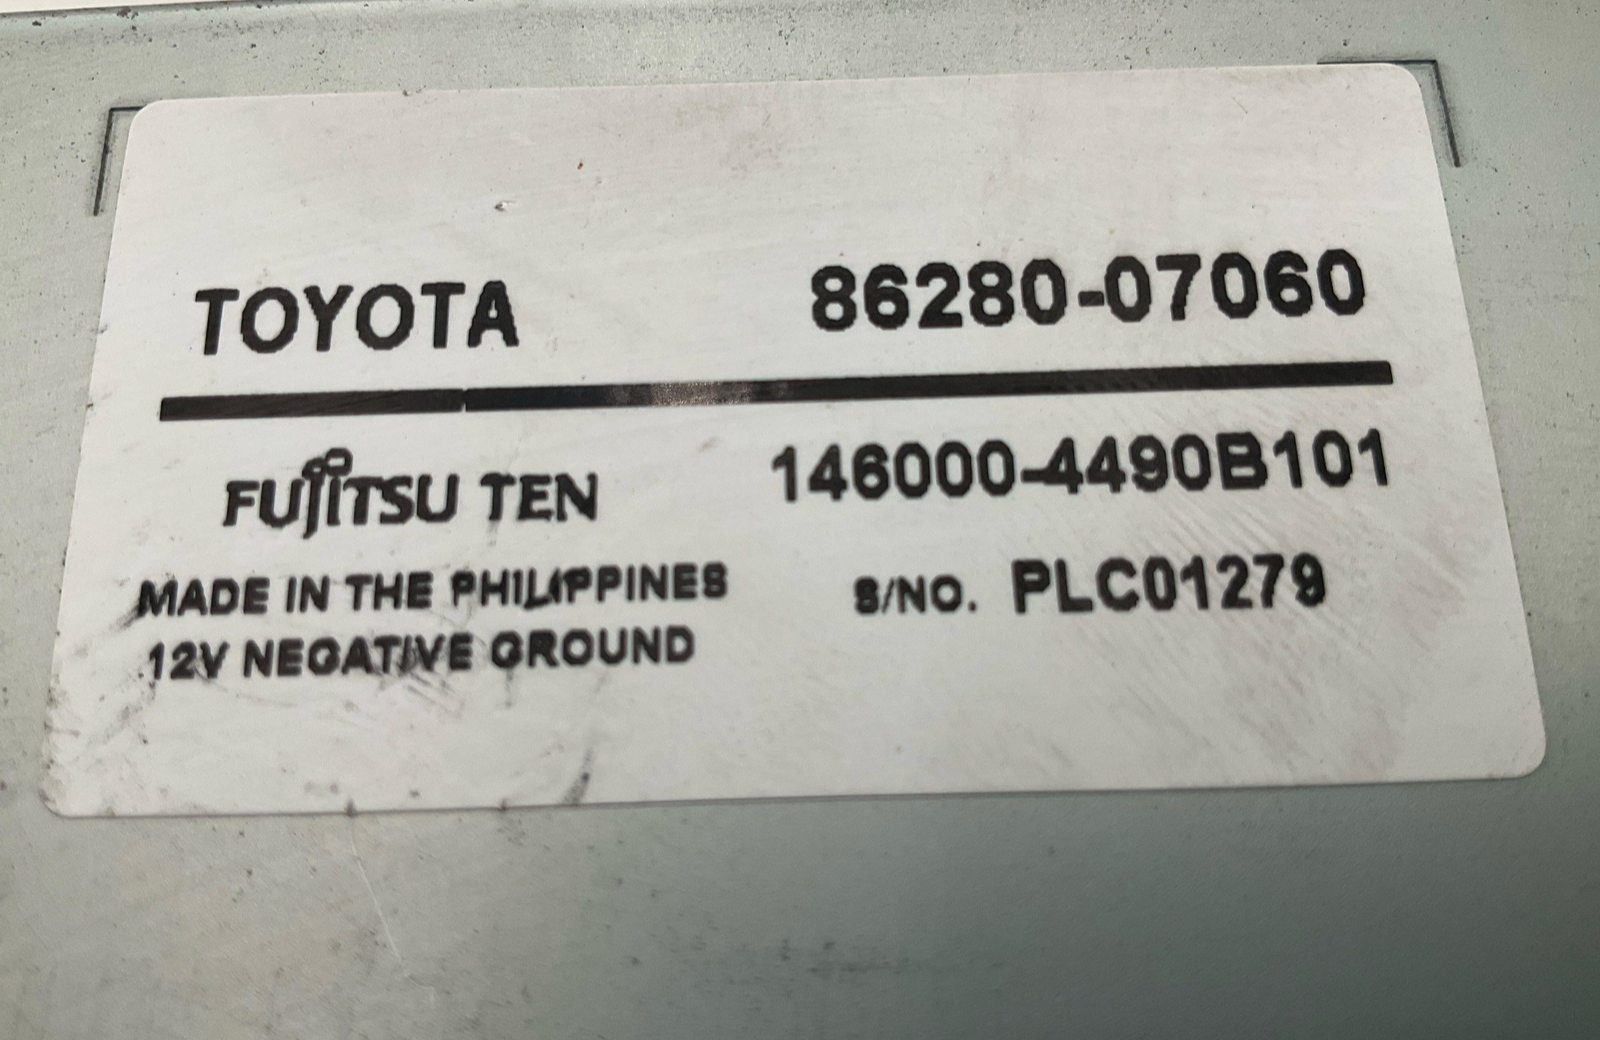 TOYOTA 86280-07060
FUJITSU TEN 146000-4490B101
MADE IN THE PHILIPPINES S/NO. PLC01279
12V NEGATIVE GROUND